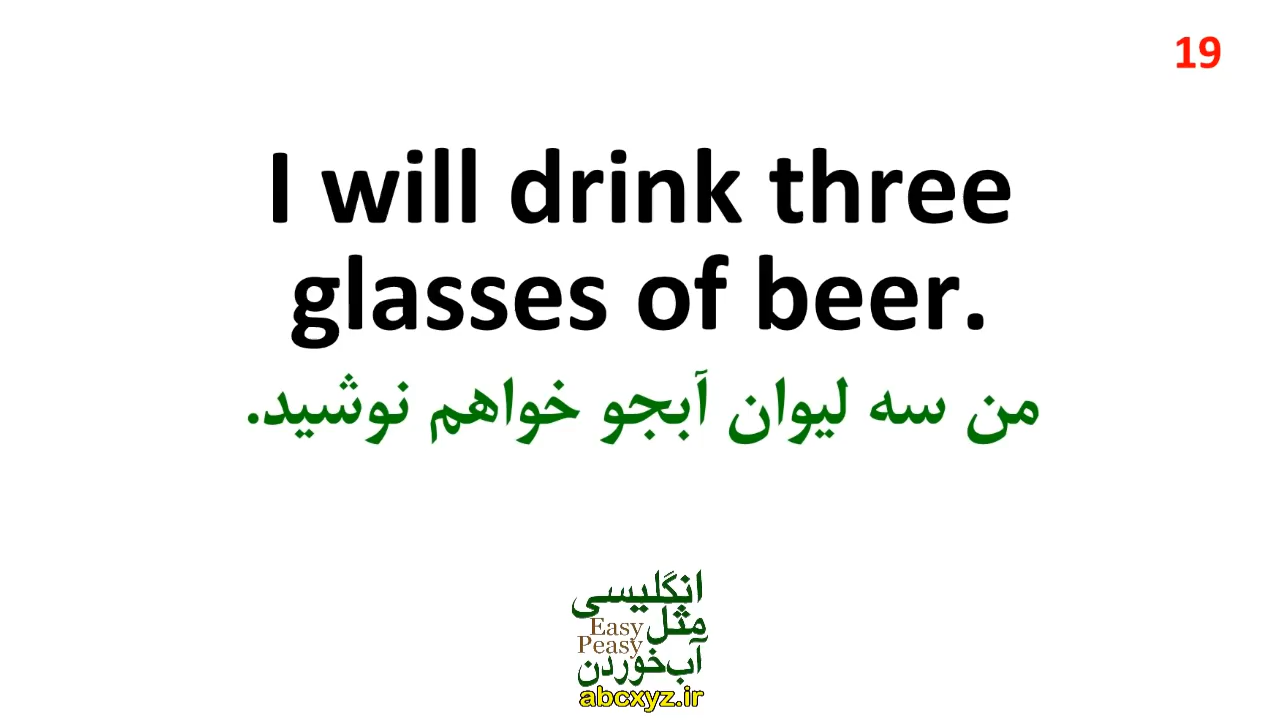 19
I will drink three
glasses of beer.
من سه لیوان آبجو خواهم نوشید.
انگلیسی
مثل
Easy
Peasy
آب‌خوردن
abcxyz.ir